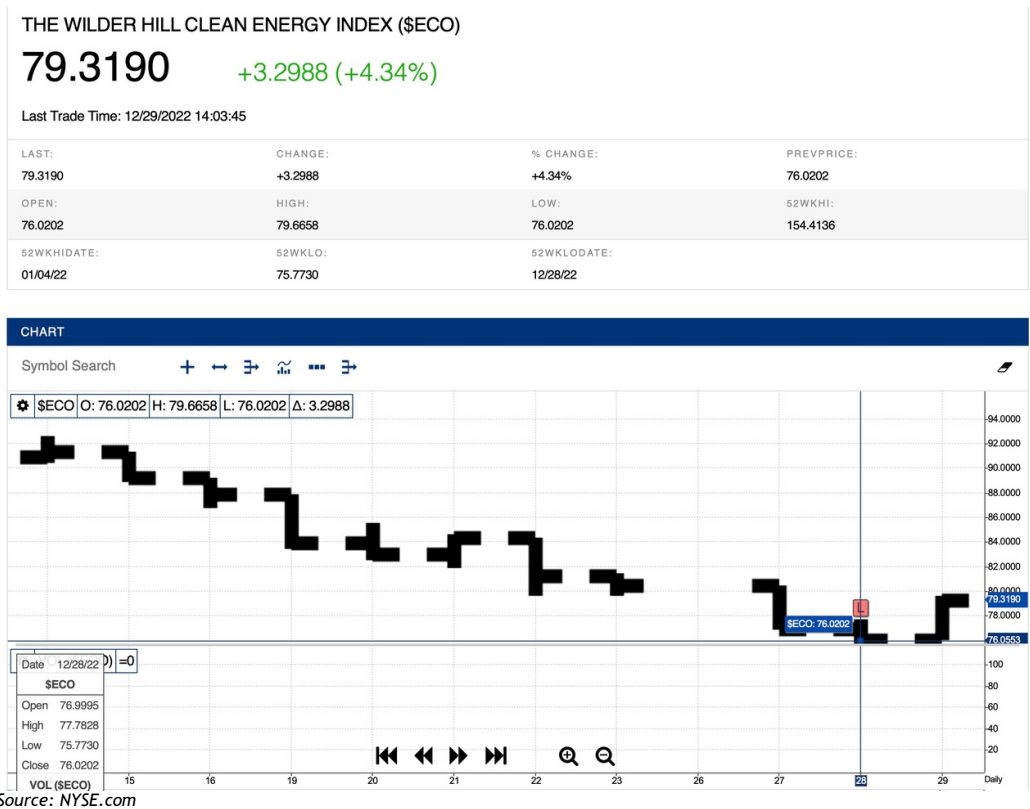 THE WILDER HILL CLEAN ENERGY INDEX ($ECO)
79.3190 +3.2988 (+4.34%)
Last Trade Time: 12/29/2022 14:03:45
LAST: CHANGE: % CHANGE: PREVPRICE:
79.3190 +3.2988 +4.34% 76.0202
OPEN: HIGH: LOW: 52WKHI:
76.0202 79.6658 76.0202 154.4136
52WKHIDATE: 52WKLO: 52WKLODATE:
01/04/22 75.7730 12/28/22
CHART
Symbol Search
$ECO O: 76.0202 H: 79.6658 L: 76.0202 Δ: 3.2988
94.0000
92.0000
90.0000
88.0000
86.0000
84.0000
82.0000
80.0000
79.3190
L
78.0000
$ECO: 76.0202
76.0553
) =0
Date 12/28/22
100
$ECO
80
Open 76.9995
60
High 77.7828
40
Low 75.7730
20
Close 76.0202
VOL ($ECO)
15 16 19 20 21 22 23 26 27 28 29 Daily
Source: NYSE.com